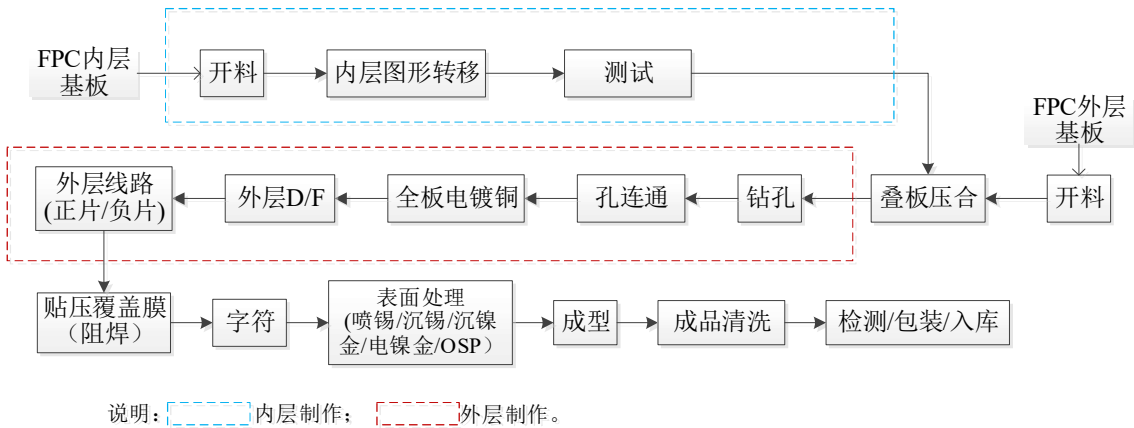 FPC内层
基板
开料
内层图形转移
测试
FPC外层
基板
外层线路
(正片/负片)
外层D/F
全板电镀铜
孔连通
钻孔
叠板压合
开料
贴压覆盖膜
（阻焊）
字符
表面处理
(喷锡/沉锡/沉镍
金/电镍金/OSP）
成型
成品清洗
检测/包装/入库
说明：内层制作； 外层制作。